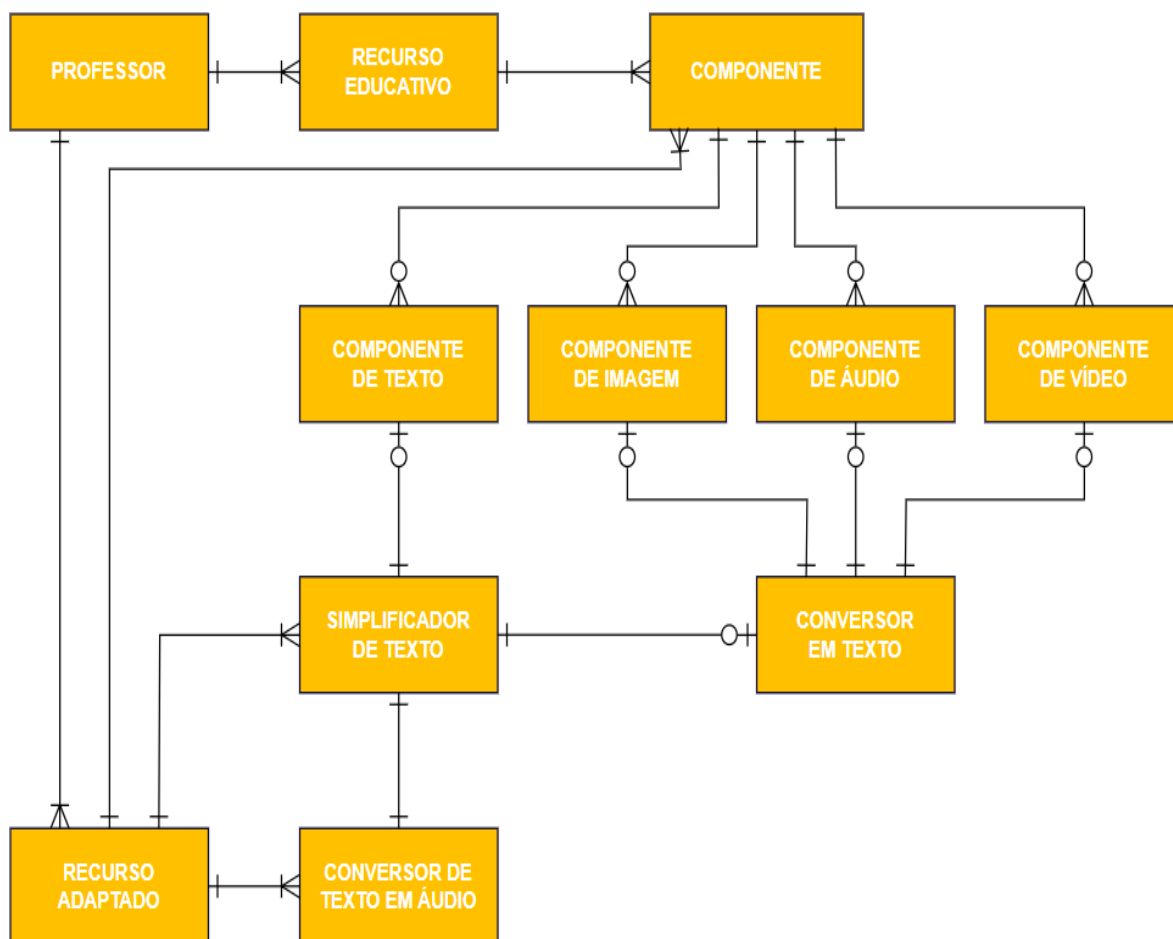 PROFESSOR
RECURSO
EDUCATIVO
COMPONENTE
COMPONENTE
DE TEXTO
COMPONENTE
DE IMAGEM
COMPONENTE
DE ÁUDIO
COMPONENTE
DE VÍDEO
SIMPLIFICADOR
DE TEXTO
CONVERSOR
EM TEXTO
RECURSO
ADAPTADO
CONVERSOR DE
TEXTO EM ÁUDIO